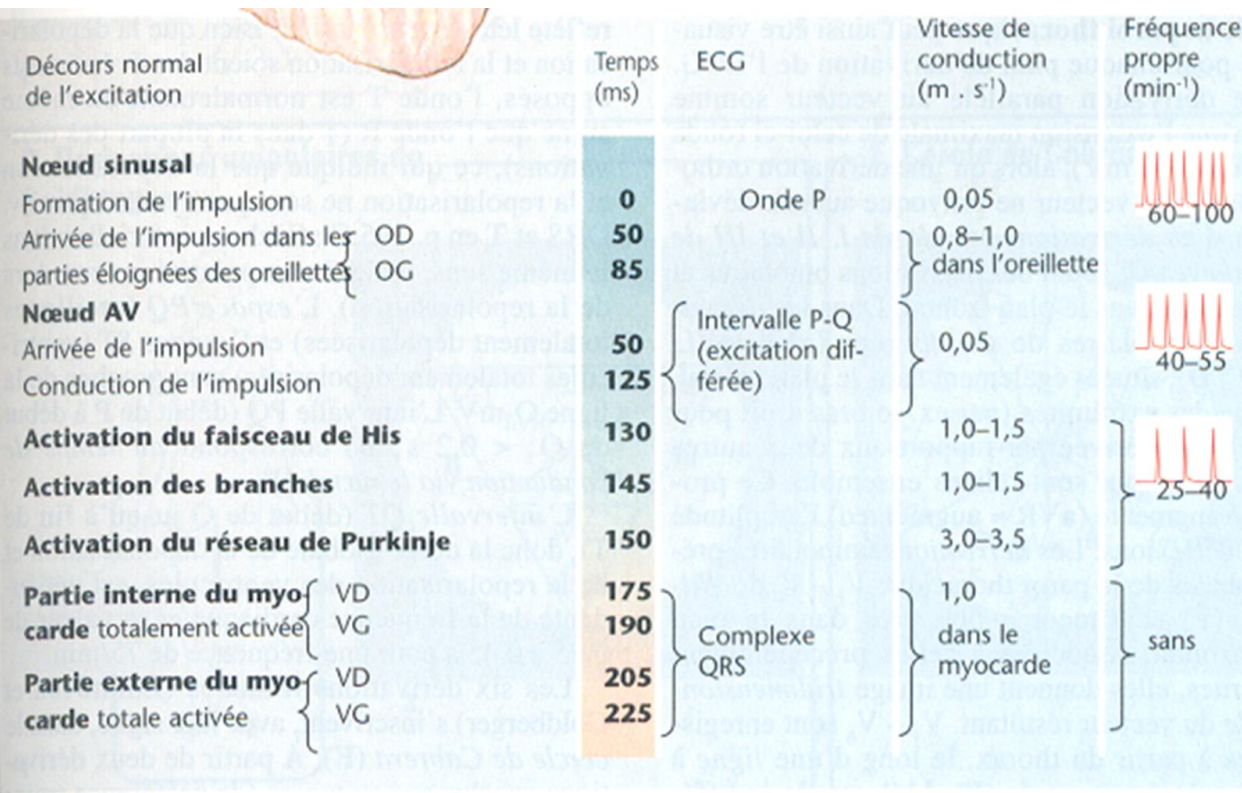 Décours normal de l'excitation Temps (ms) ECG Vitesse de conduction (m · s⁻¹) Fréquence propre (min⁻¹)
Nœud sinusal
Formation de l'impulsion 0 Onde P 0,05 60–100
Arrivée de l'impulsion dans les OD 50 0,8–1,0
parties éloignées des oreillettes OG 85 dans l'oreillette
Nœud AV Intervalle P-Q
Arrivée de l'impulsion 50 (excitation dif- 0,05 40–55
Conduction de l'impulsion 125 férée)
Activation du faisceau de His 130 1,0–1,5
Activation des branches 145 1,0–1,5 25–40
Activation du réseau de Purkinje 150 3,0–3,5
Partie interne du myo VD 175 1,0
carde totalement activée VG 190 Complexe QRS dans le myocarde sans
Partie externe du myo VD 205
carde totale activée VG 225